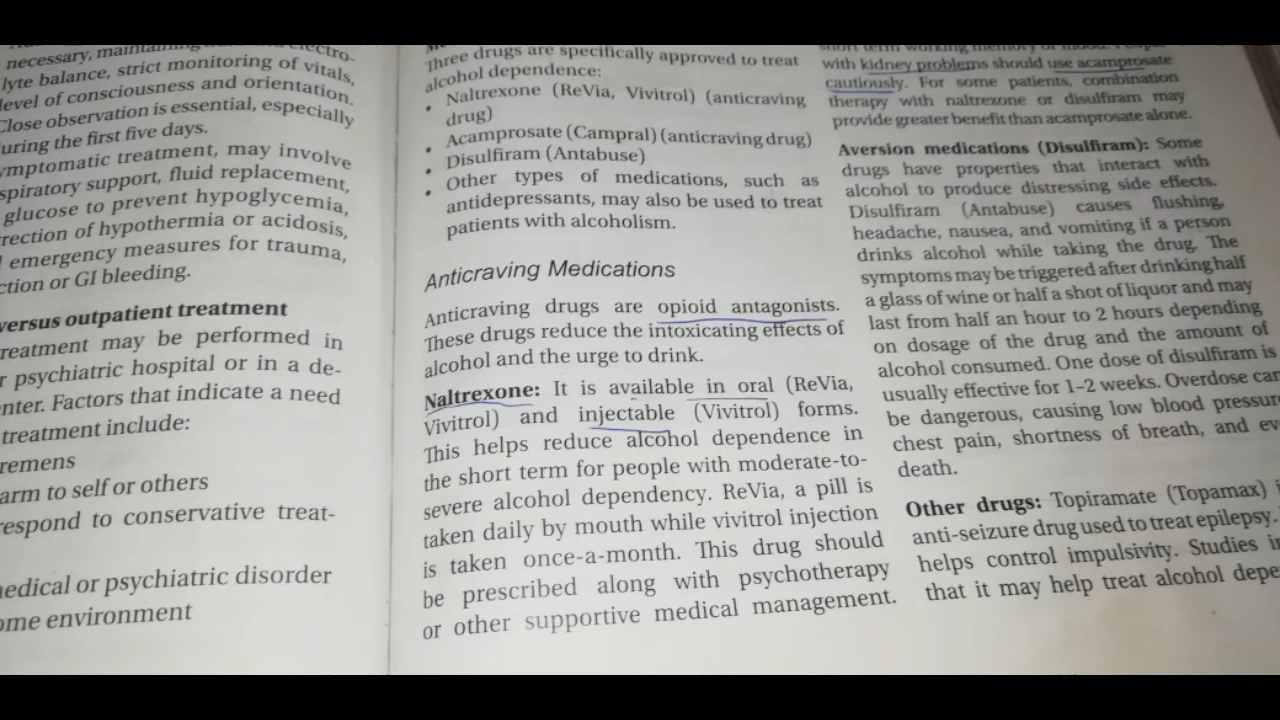 necessary, maintaining
lyte balance, strict monitoring of vitals,
level of consciousness and orientation.
Close observation is essential, especially
uring the first five days.
ymptomatic treatment, may involve
spiratory support, fluid replacement,
glucose to prevent hypoglycemia,
rrection of hypothermia or acidosis,
emergency measures for trauma,
ction or GI bleeding.
versus outpatient treatment
reatment may be performed in
r psychiatric hospital or in a de-
enter. Factors that indicate a need
treatment include:
remens
arm to self or others
respond to conservative treat-
nedical or psychiatric disorder
ome environment
Three drugs are specifically approved to treat
alcohol dependence:
• Naltrexone (ReVia, Vivitrol) (anticraving
drug)
• Acamprosate (Campral) (anticraving drug)
• Disulfiram (Antabuse)
• Other types of medications, such as
antidepressants, may also be used to treat
patients with alcoholism.
Anticraving Medications
Anticraving drugs are opioid antagonists.
These drugs reduce the intoxicating effects of
alcohol and the urge to drink.
Naltrexone: It is available in oral (ReVia,
Vivitrol) and injectable (Vivitrol) forms.
This helps reduce alcohol dependence in
the short term for people with moderate-to-
severe alcohol dependency. ReVia, a pill is
taken daily by mouth while vivitrol injection
is taken once-a-month. This drug should
be prescribed along with psychotherapy
or other supportive medical management.
short term working memory or mood.
with kidney problems should use acamprosate
cautiously. For some patients, combination
therapy with naltrexone or disulfiram may
provide greater benefit than acamprosate alone.
Aversion medications (Disulfiram): Some
drugs have properties that interact with
alcohol to produce distressing side effects.
Disulfiram (Antabuse) causes flushing,
headache, nausea, and vomiting if a person
drinks alcohol while taking the drug. The
symptoms may be triggered after drinking half
a glass of wine or half a shot of liquor and may
last from half an hour to 2 hours depending
on dosage of the drug and the amount of
alcohol consumed. One dose of disulfiram is
usually effective for 1–2 weeks. Overdose can
be dangerous, causing low blood pressure
chest pain, shortness of breath, and ev
death.
Other drugs: Topiramate (Topamax) i
anti-seizure drug used to treat epilepsy.
helps control impulsivity. Studies in
that it may help treat alcohol depe